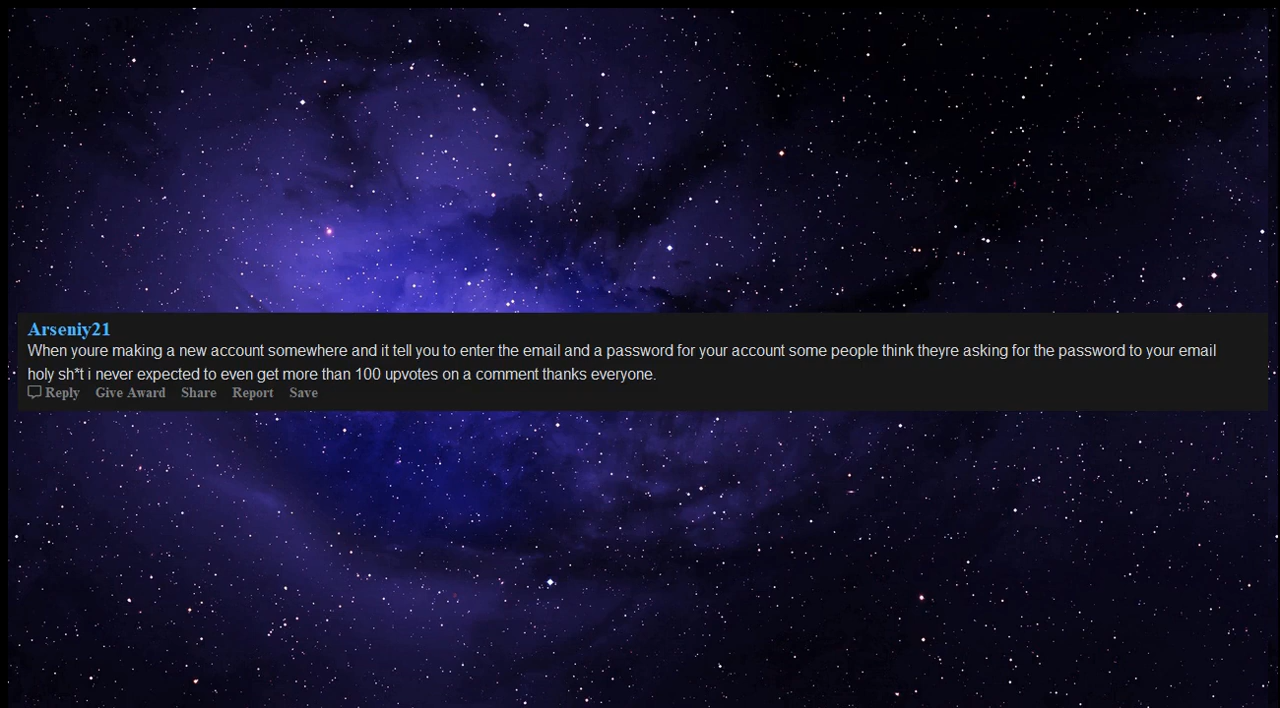 Arseniy21
When youre making a new account somewhere and it tell you to enter the email and a password for your account some people think theyre asking for the password to your email
holy sh*t i never expected to even get more than 100 upvotes on a comment thanks everyone.
Reply Give Award Share Report Save